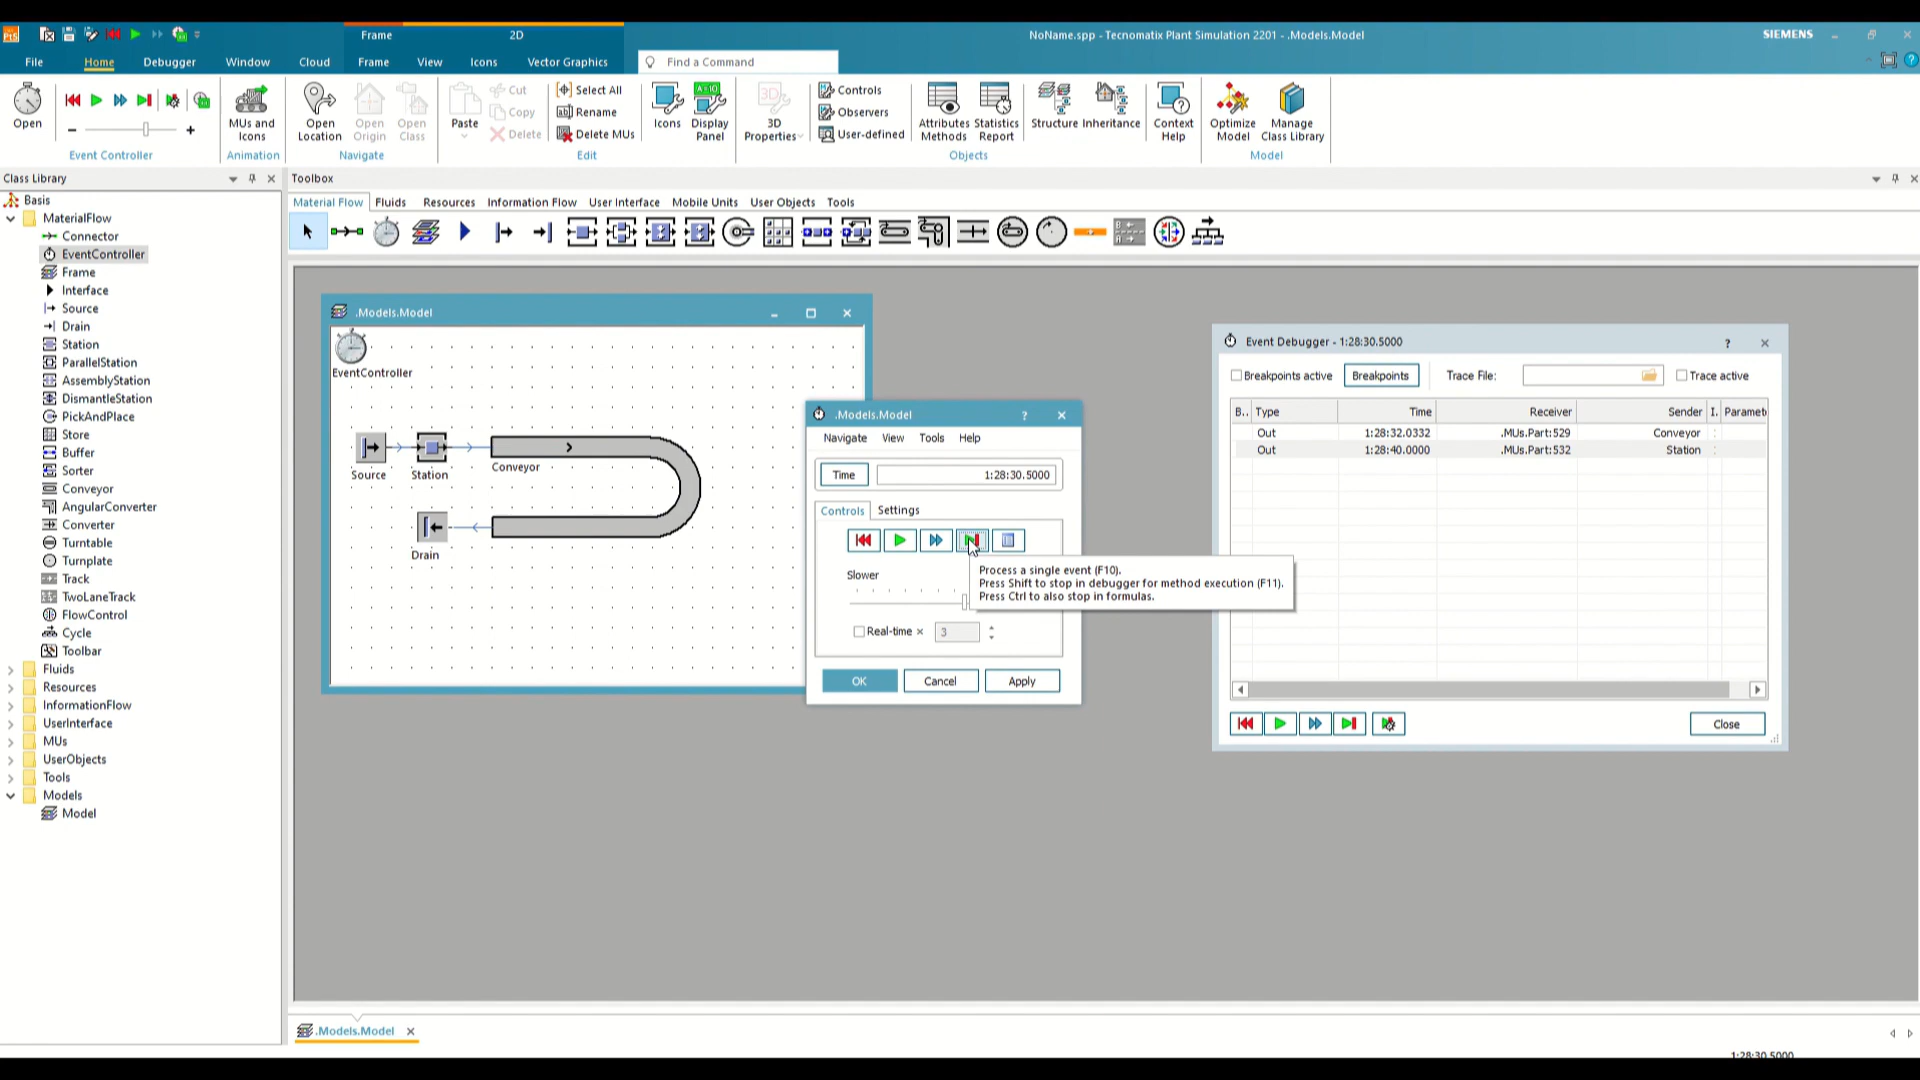 Frame
2D
NoName.spp - Tecnomatix Plant Simulation 2201 - .Models.Model
SIEMENS
File
Home
Debugger
Window
Cloud
Frame
View
Icons
Vector Graphics
Find a Command
Open
Event Controller
MUs and
Icons
Animation
Open
Location
Open
Origin
Open
Class
Navigate
Paste
Cut
Copy
Delete
Select All
Rename
Delete MUs
Edit
Icons
Display
Panel
3D
Properties
Controls
Observers
User-defined
Attributes
Methods
Statistics
Report
Structure
Inheritance
Context
Help
Objects
Optimize
Model
Manage
Class Library
Model
Class Library
Basis
MaterialFlow
Connector
EventController
Frame
Interface
Source
Drain
Station
ParallelStation
AssemblyStation
DismantleStation
PickAndPlace
Store
Buffer
Sorter
Conveyor
AngularConverter
Converter
Turntable
Turnplate
Track
TwoLaneTrack
FlowControl
Cycle
Toolbar
Fluids
Resources
InformationFlow
UserInterface
MUs
UserObjects
Tools
Models
Model
Toolbox
Material Flow
Fluids
Resources
Information Flow
User Interface
Mobile Units
User Objects
Tools
.Models.Model
EventController
Source
Station
Conveyor
Drain
.Models.Model
Navigate View Tools Help
Time
1:28:30.5000
Controls
Settings
Slower
Real-time ×
3
OK
Cancel
Apply
Process a single event (F10).
Press Shift to stop in debugger for method execution (F11).
Press Ctrl to also stop in formulas.
Event Debugger - 1:28:30.5000
Breakpoints active
Breakpoints
Trace File:
Trace active
B.. Type Time Receiver Sender I. Paramet
Out 1:28:32.0332 .MUs.Part:529 Conveyor
Out 1:28:40.0000 .MUs.Part:532 Station
Close
.Models.Model
1:28:30.5000